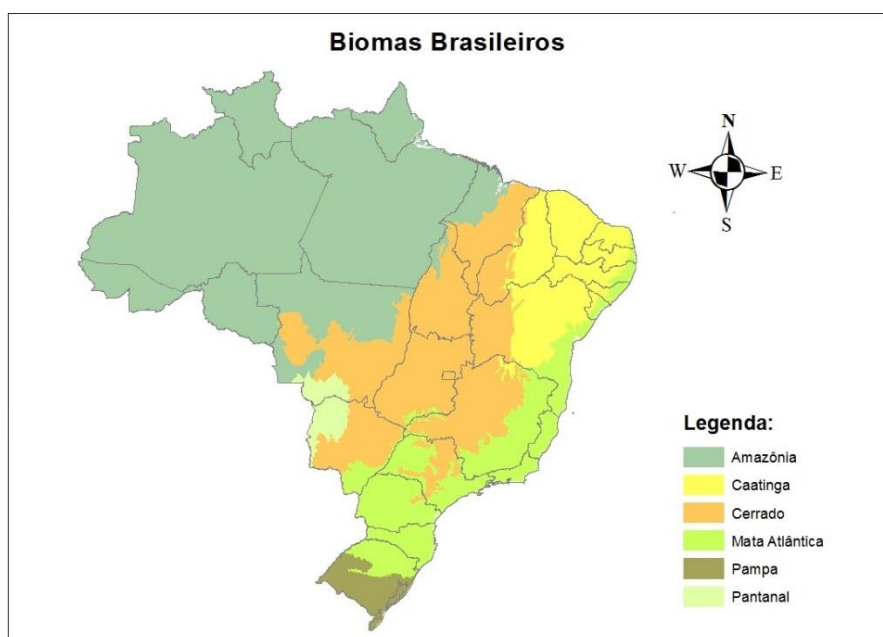 Biomas Brasileiros
N
W
E
S
Legenda:
Amazônia
Caatinga
Cerrado
Mata Atlântica
Pampa
Pantanal